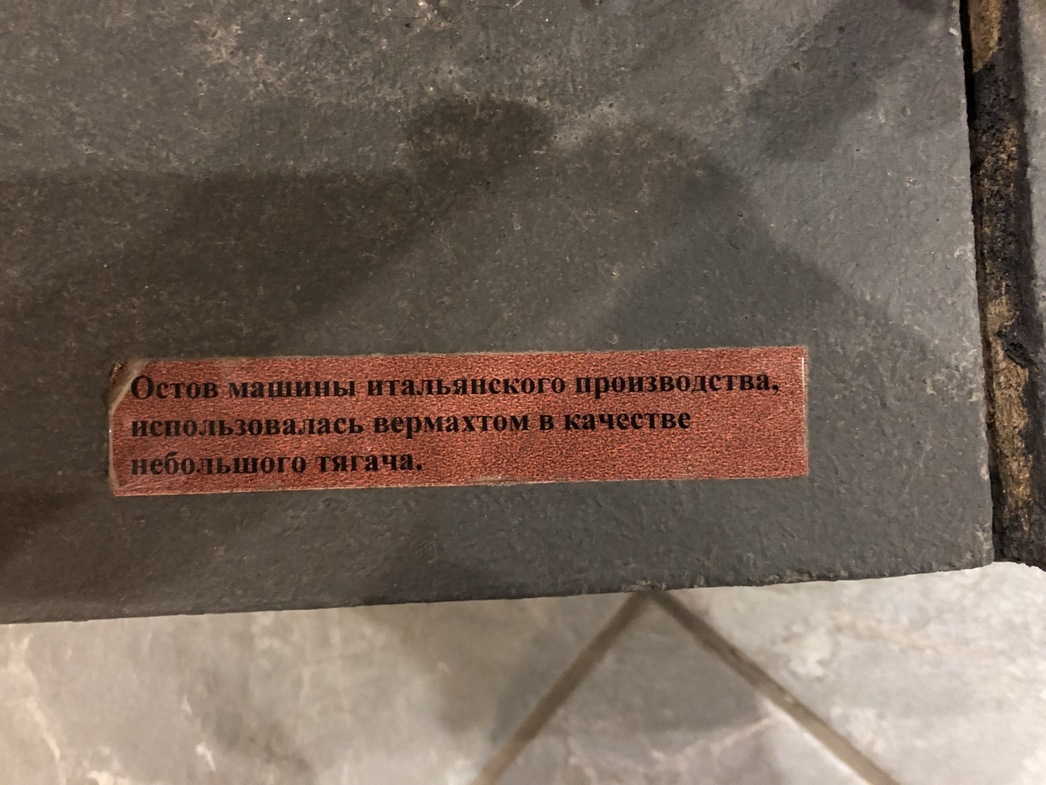 Остов машины итальянского производства,
использовалась вермахтом в качестве
небольшого тягача.